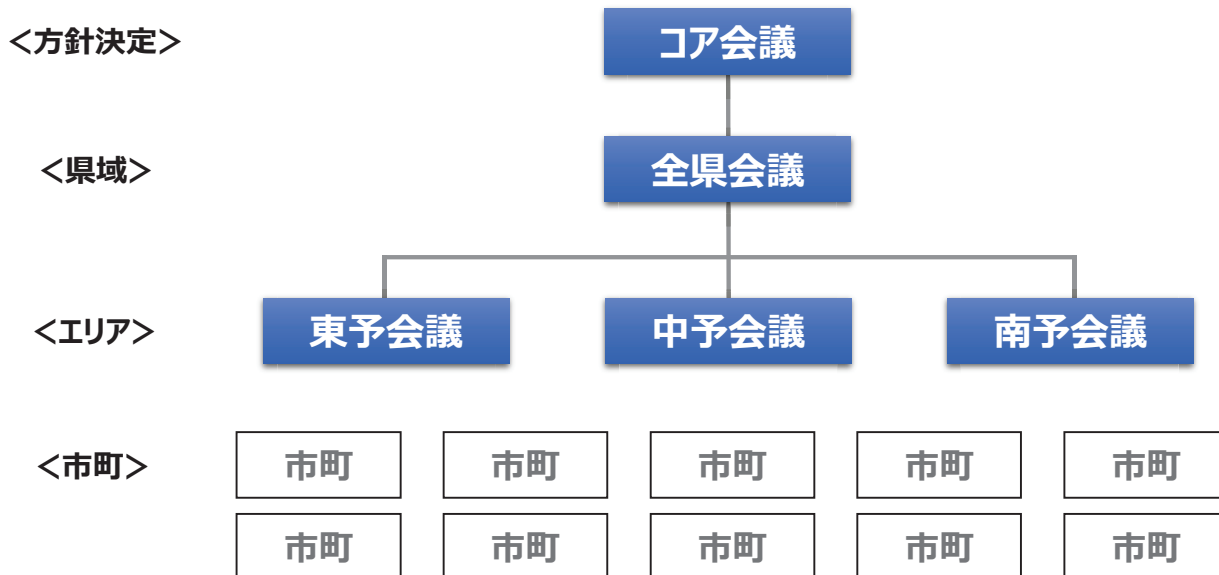 <方針決定>
コア会議
<県域>
全県会議
<エリア>
東予会議
中予会議
南予会議
<市町>
市町
市町
市町
市町
市町
市町
市町
市町
市町
市町